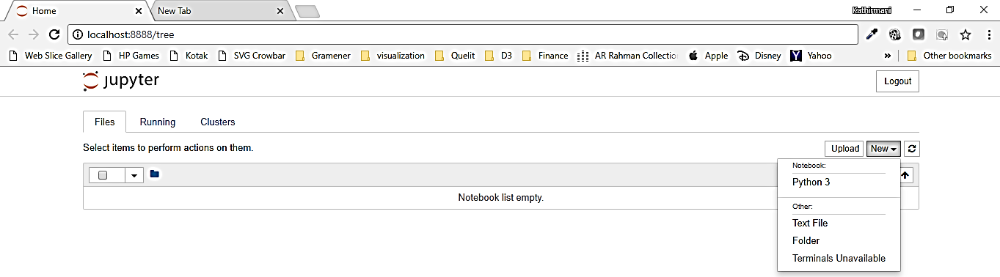 Home New Tab Kathirmani
localhost:8888/tree
Web Slice Gallery HP Games Kotak SVG Crowbar Gramener visualization Quelit D3 Finance AR Rahman Collectio Apple Disney Yahoo » Other bookmarks
jupyter Logout
Files Running Clusters
Select items to perform actions on them. Upload New
Notebook:
Python 3
Notebook list empty.
Other:
Text File
Folder
Terminals Unavailable